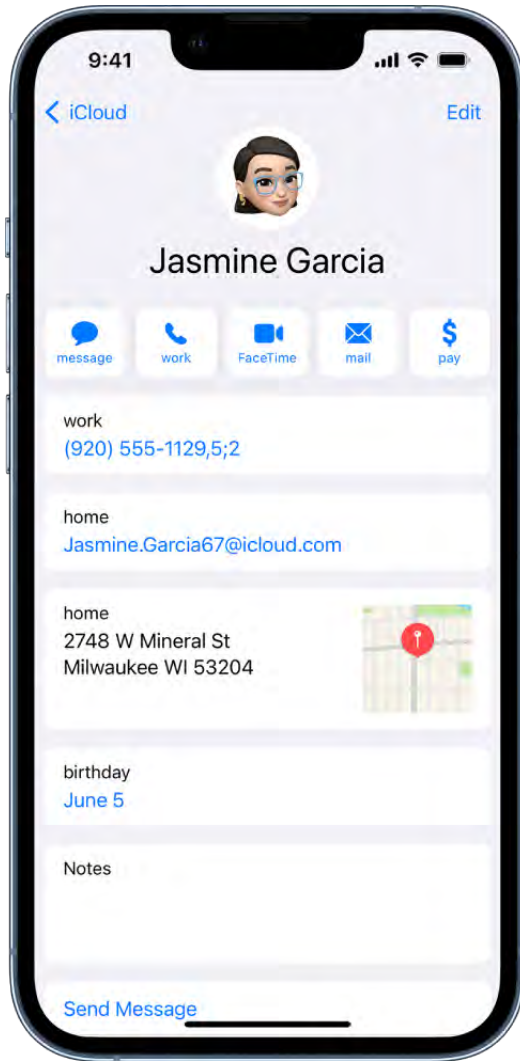 9:41
iCloud
Edit
Jasmine Garcia
message
work
FaceTime
mail
$
pay
work
(920) 555-1129,5;2
home
Jasmine.Garcia67@icloud.com
home
2748 W Mineral St
Milwaukee WI 53204
birthday
June 5
Notes
Send Message